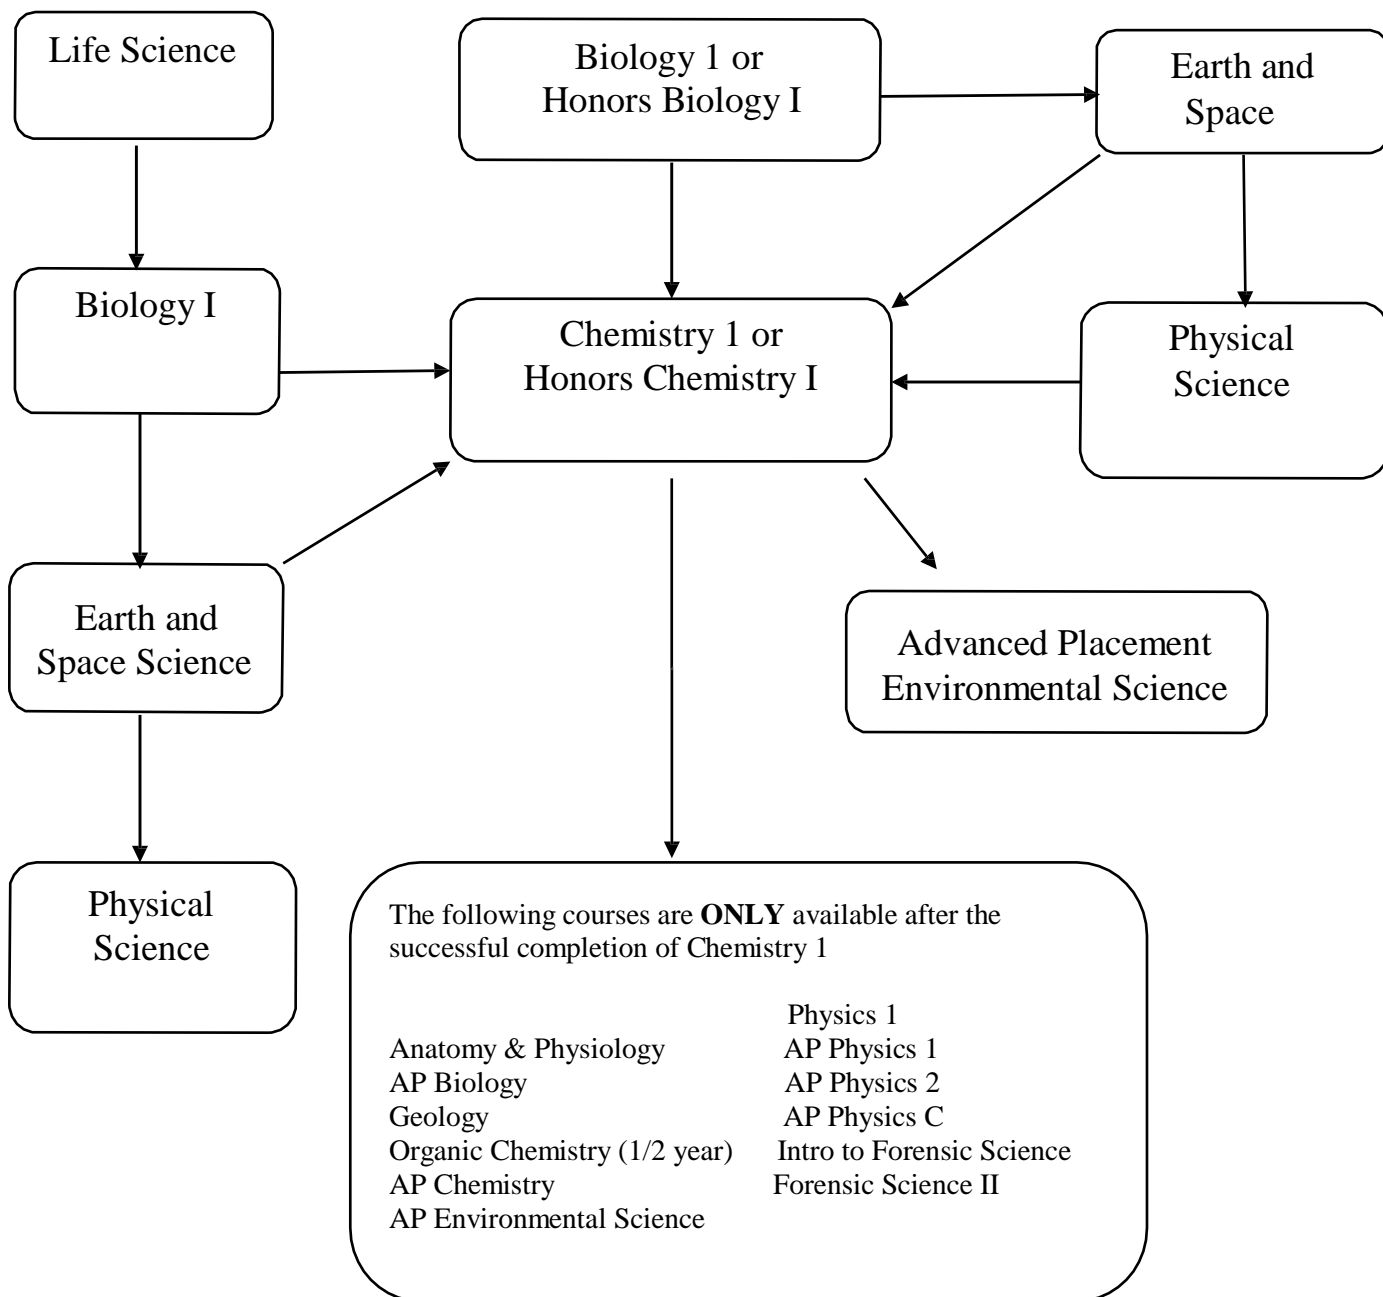 Life Science
Biology 1 or
Honors Biology I
Earth and
Space
Biology I
Chemistry 1 or
Honors Chemistry I
Physical
Science
Earth and
Space Science
Advanced Placement
Environmental Science
Physical
Science
The following courses are ONLY available after the
successful completion of Chemistry 1
Physics 1
Anatomy & Physiology AP Physics 1
AP Biology AP Physics 2
Geology AP Physics C
Organic Chemistry (1/2 year) Intro to Forensic Science
AP Chemistry Forensic Science II
AP Environmental Science